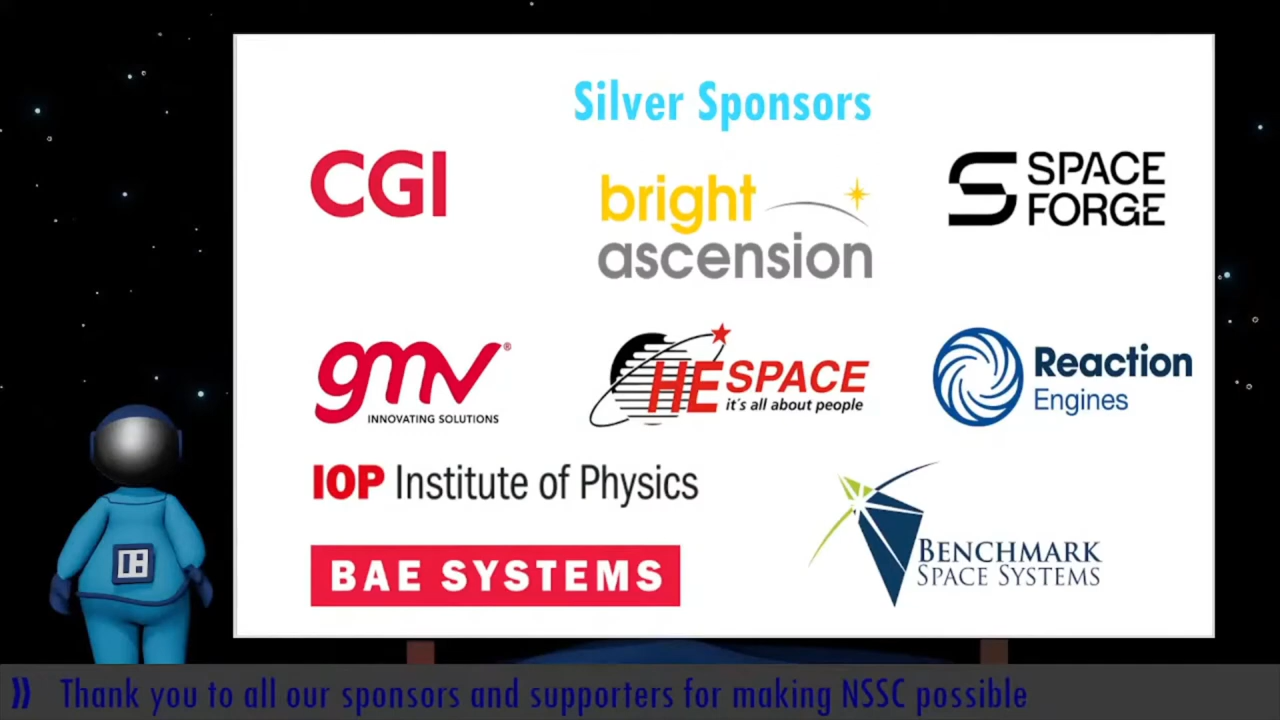 Silver Sponsors
CGI
bright
ascension
SPACE
FORGE
gmv®
INNOVATING SOLUTIONS
HE SPACE
it's all about people
Reaction
Engines
IOP Institute of Physics
BENCHMARK
SPACE SYSTEMS
BAE SYSTEMS
Thank you to all our sponsors and supporters for making NSSC possible